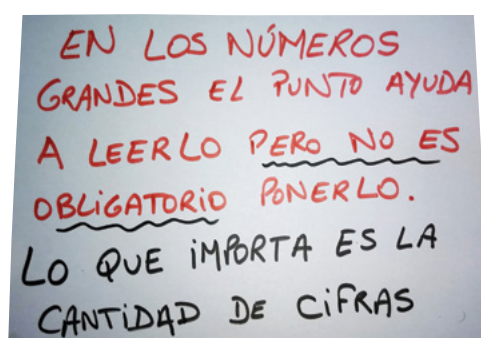 EN LOS NÚMEROS
GRANDES EL PUNTO AYUDA
A LEERLO PERO NO ES
OBLIGATORIO PONERLO.
LO QUE IMPORTA ES LA
CANTIDAD DE CIFRAS